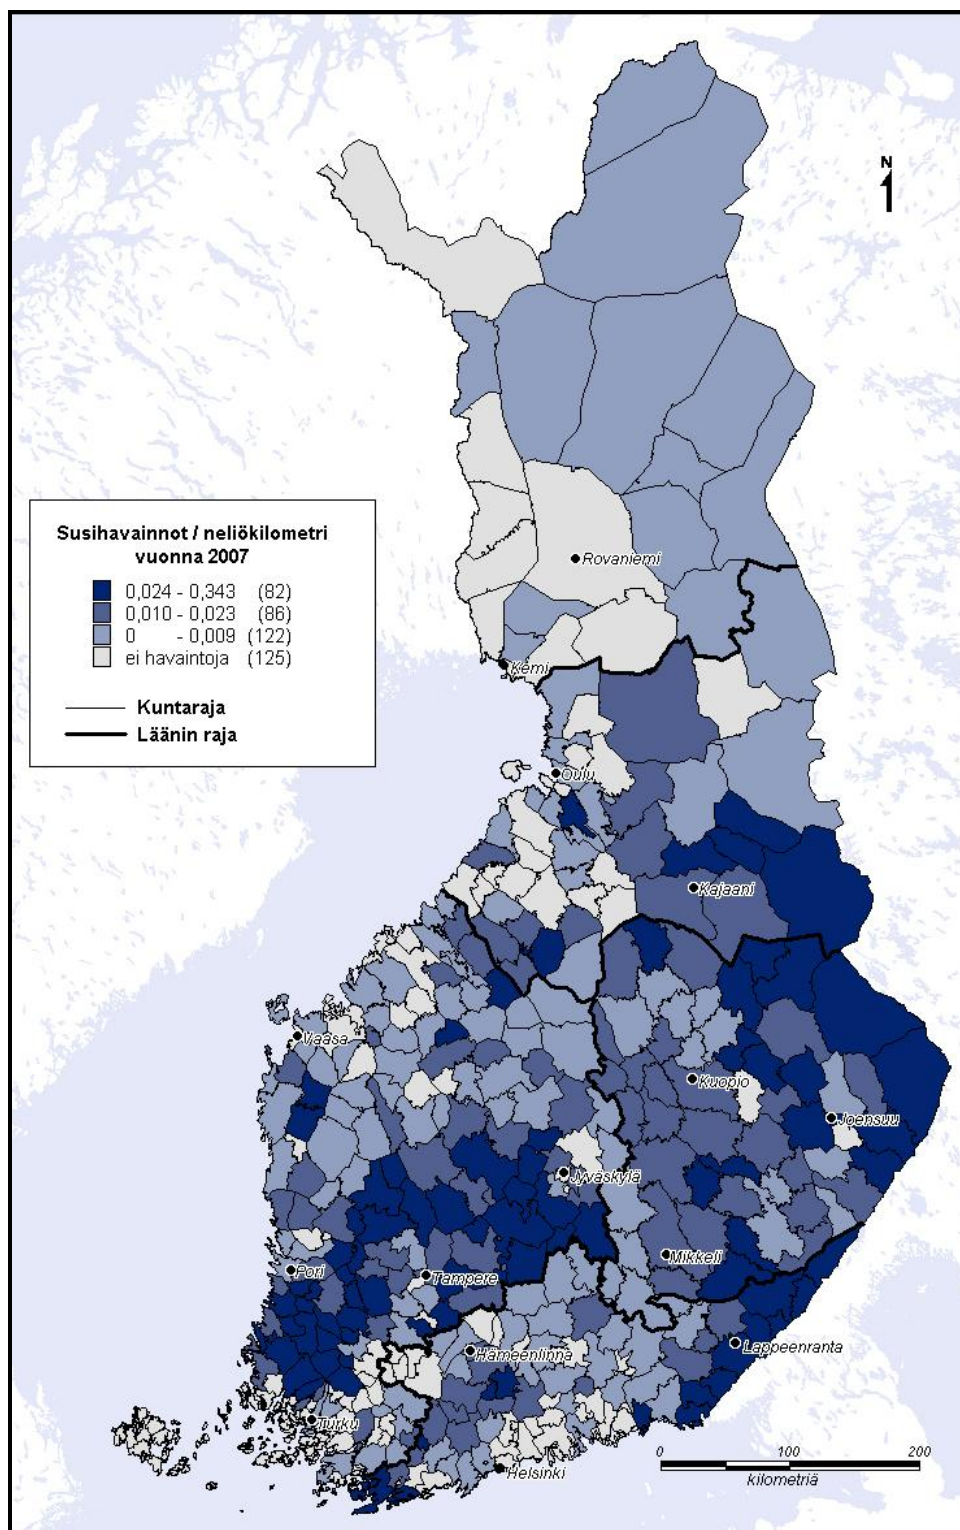 N
Susihavainnot / neliökilometri
vuonna 2007
0,024 - 0,343 (82)
0,010 - 0,023 (86)
0 - 0,009 (122)
ei havaintoja (125)
Kuntaraja
Läänin raja
Rovaniemi
Kemi
Oulu
Kajaani
Vaasa
Kuopio
Joensuu
Jyväskylä
Mikkeli
Pori
Tampere
Lappeenranta
Hämeenlinna
Turku
Helsinki
0 100 200
kilometriä